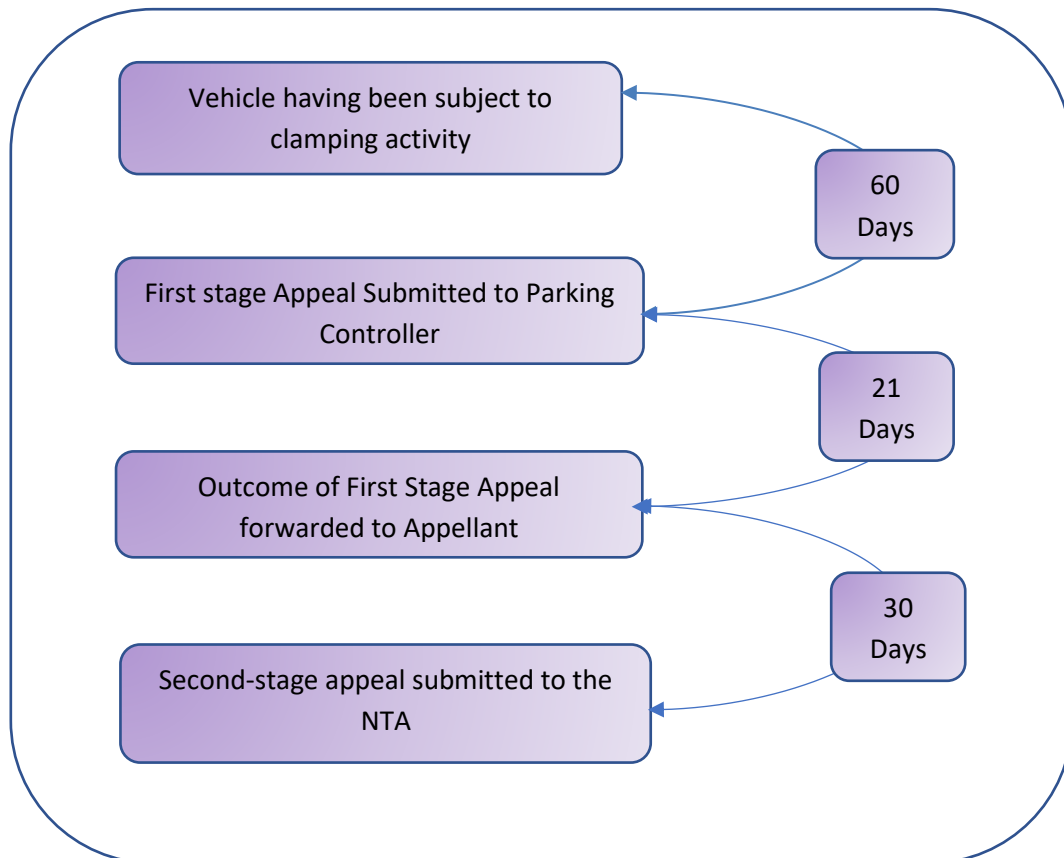 Vehicle having been subject to
clamping activity
60
Days
First stage Appeal Submitted to Parking
Controller
21
Days
Outcome of First Stage Appeal
forwarded to Appellant
30
Days
Second-stage appeal submitted to the
NTA